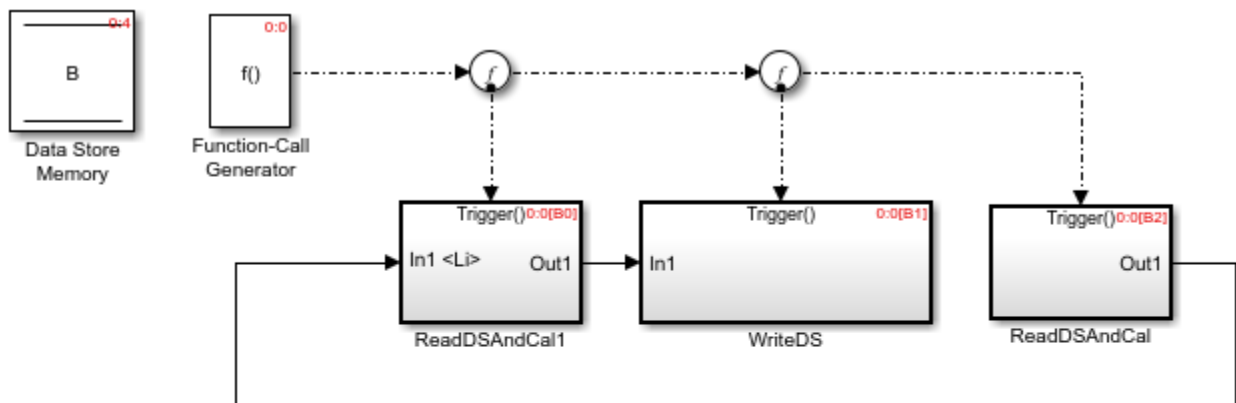 0:4
B
Data Store
Memory
0:0
f()
Function-Call
Generator
f
f
Trigger() 0:0[B0]
In1 <Li>
Out1
ReadDSAndCal1
Trigger()
0:0[B1]
In1
WriteDS
Trigger() 0:0[B2]
Out1
ReadDSAndCal